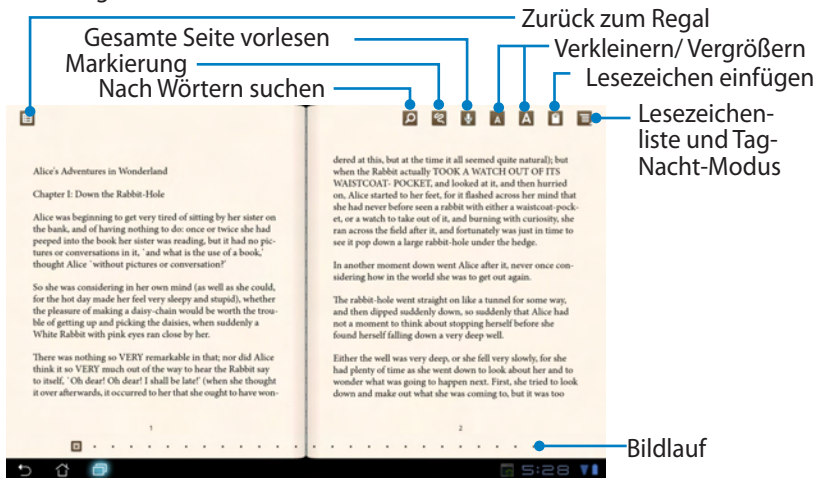 Zurück zum Regal
Gesamte Seite vorlesen
Verkleinern/ Vergrößern
Markierung
Lesezeichen einfügen
Nach Wörtern suchen
Lesezeichen-
liste und Tag-
Nacht-Modus
Alice's Adventures in Wonderland
Chapter I: Down the Rabbit-Hole
Alice was beginning to get very tired of sitting by her sister on
the bank, and of having nothing to do: once or twice she had
peeped into the book her sister was reading, but it had no pic-
tures or conversations in it, `and what is the use of a book,'
thought Alice `without pictures or conversation?'
So she was considering in her own mind (as well as she could,
for the hot day made her feel very sleepy and stupid), whether
the pleasure of making a daisy-chain would be worth the trou-
ble of getting up and picking the daisies, when suddenly a
White Rabbit with pink eyes ran close by her.
There was nothing so VERY remarkable in that; nor did Alice
think it so VERY much out of the way to hear the Rabbit say
to itself, `Oh dear! Oh dear! I shall be late!' (when she thought
it over afterwards, it occurred to her that she ought to have won-
1
dered at this, but at the time it all seemed quite natural); but
when the Rabbit actually TOOK A WATCH OUT OF ITS
WAISTCOAT- POCKET, and looked at it, and then hurried
on, Alice started to her feet, for it flashed across her mind that
she had never before seen a rabbit with either a waistcoat-pock-
et, or a watch to take out of it, and burning with curiosity, she
ran across the field after it, and fortunately was just in time to
see it pop down a large rabbit-hole under the hedge.
In another moment down went Alice after it, never once con-
sidering how in the world she was to get out again.
The rabbit-hole went straight on like a tunnel for some way,
and then dipped suddenly down, so suddenly that Alice had
not a moment to think about stopping herself before she
found herself falling down a very deep well.
Either the well was very deep, or she fell very slowly, for she
had plenty of time as she went down to look about her and to
wonder what was going to happen next. First, she tried to look
down and make out what she was coming to, but it was too
2
Bildlauf
5:28